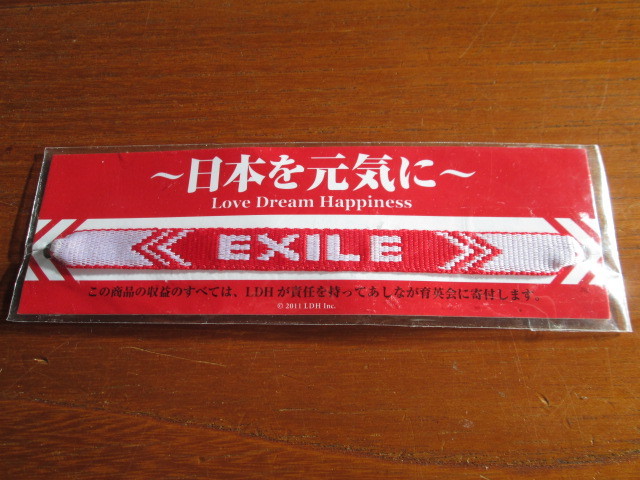 ～日本を元気に～
Love Dream Happiness
EXILE
この商品の収益のすべては、LDHが責任を持ってあしなが育英会に寄付します。
© 2011 LDH Inc.